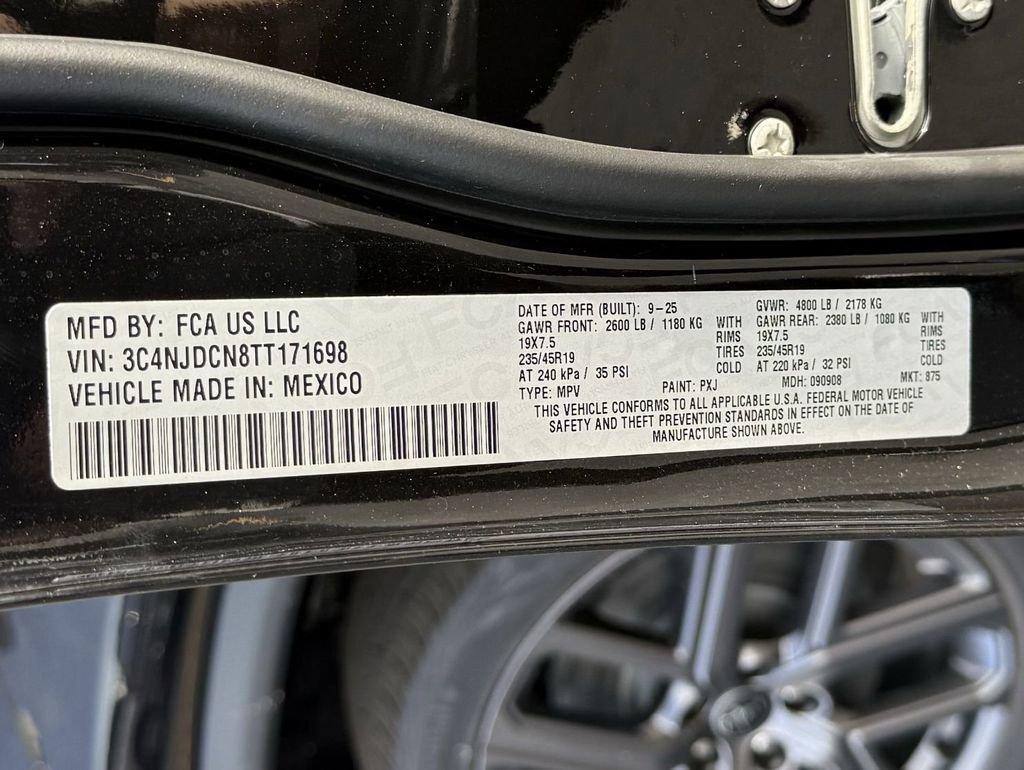 MFD BY: FCA US LLC
VIN: 3C4NJDCN8TT171698
VEHICLE MADE IN: MEXICO
DATE OF MFR (BUILT): 9-25
GAWR FRONT: 2600 LB / 1180 KG WITH
19X7.5 RIMS
235/45R19 TIRES
AT 240 kPa / 35 PSI COLD
GVWR: 4800 LB / 2178 KG
GAWR REAR: 2380 LB / 1080 KG WITH
19X7.5 RIMS
235/45R19 TIRES
AT 220 kPa / 32 PSI COLD
TYPE: MPV PAINT: PXJ MDH: 090908 MKT: 875
THIS VEHICLE CONFORMS TO ALL APPLICABLE U.S.A. FEDERAL MOTOR VEHICLE
SAFETY AND THEFT PREVENTION STANDARDS IN EFFECT ON THE DATE OF
MANUFACTURE SHOWN ABOVE.